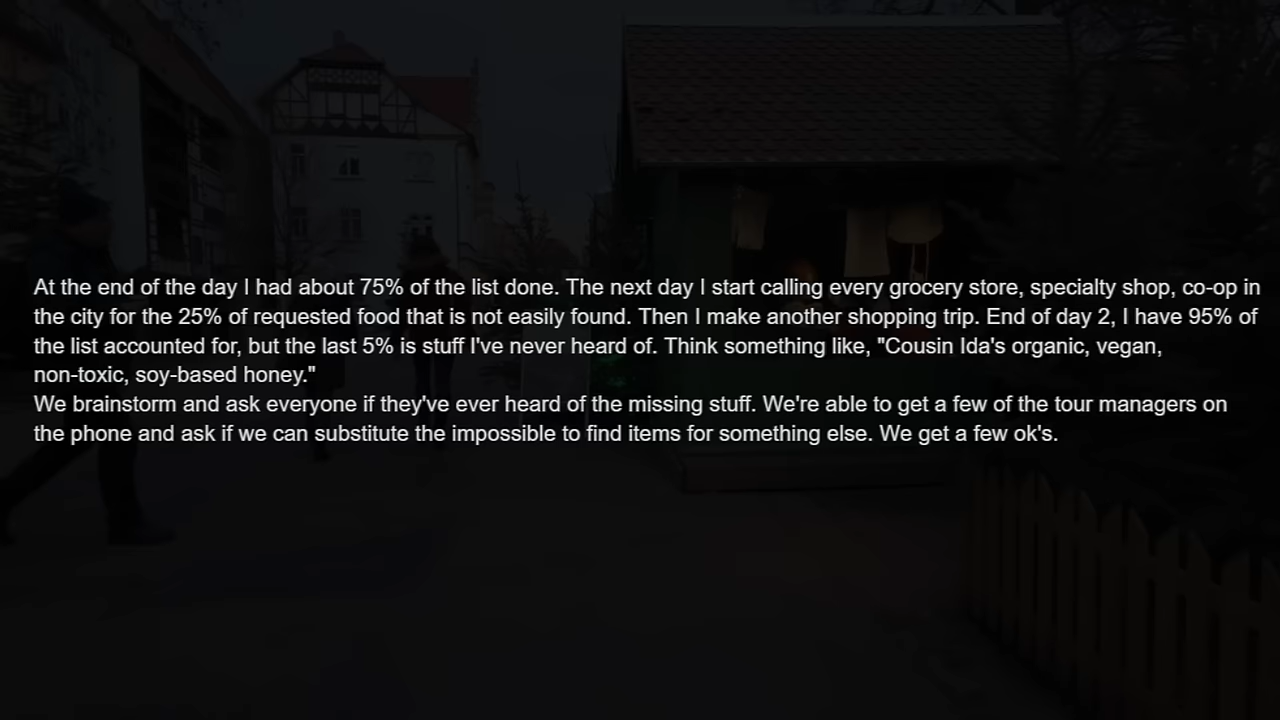 At the end of the day I had about 75% of the list done. The next day I start calling every grocery store, specialty shop, co-op in
the city for the 25% of requested food that is not easily found. Then I make another shopping trip. End of day 2, I have 95% of
the list accounted for, but the last 5% is stuff I've never heard of. Think something like, "Cousin Ida's organic, vegan,
non-toxic, soy-based honey."
We brainstorm and ask everyone if they've ever heard of the missing stuff. We're able to get a few of the tour managers on
the phone and ask if we can substitute the impossible to find items for something else. We get a few ok's.